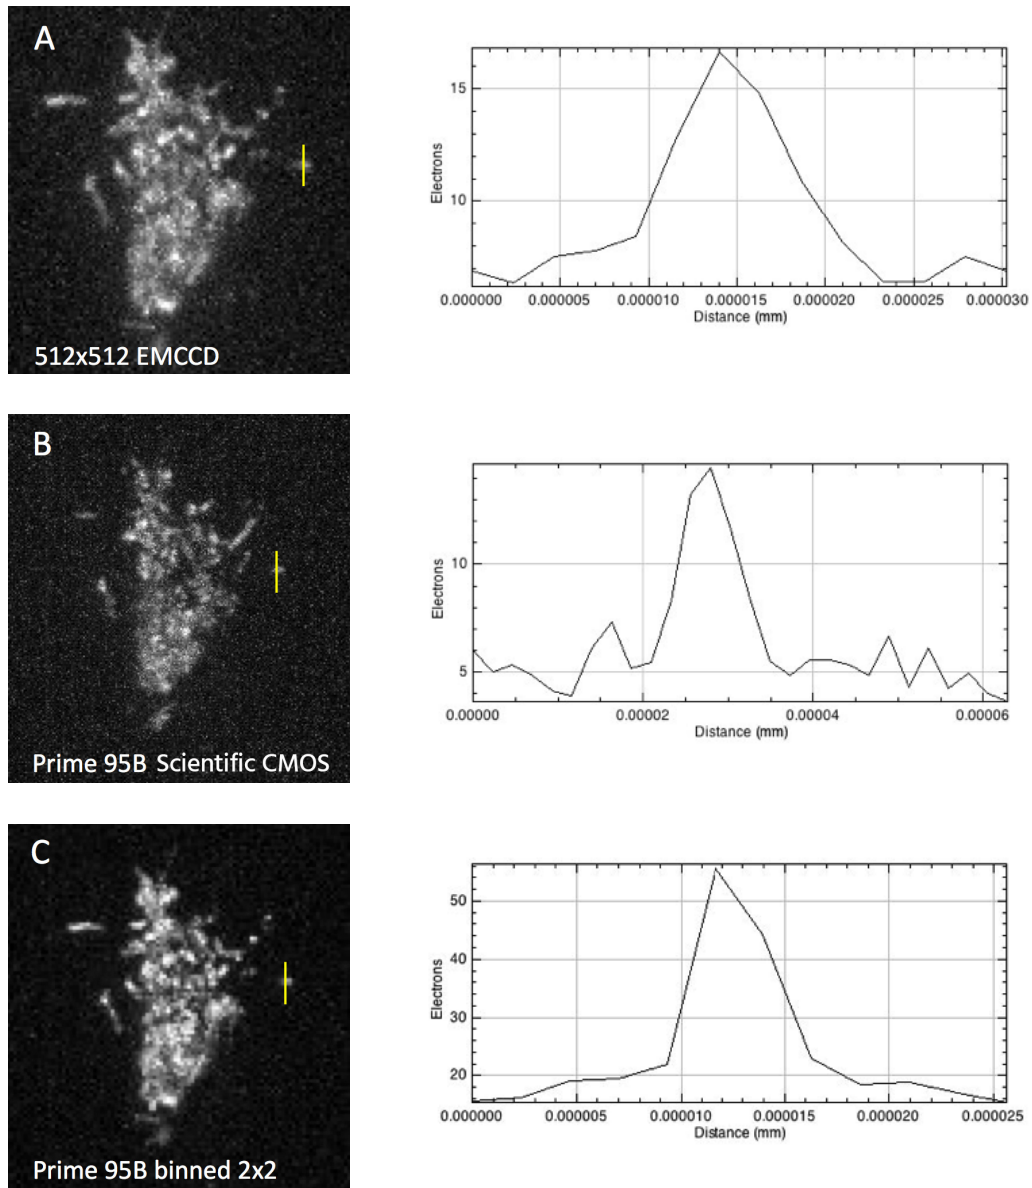 A
512x512 EMCCD
15
10
Electrons
0.000000 0.000005 0.000010 0.000015 0.000020 0.000025 0.000030
Distance (mm)
B
Prime 95B Scientific CMOS
10
5
Electrons
0.00000 0.00002 0.00004 0.00006
Distance (mm)
C
Prime 95B binned 2x2
50
40
30
20
Electrons
0.000000 0.000005 0.000010 0.000015 0.000020 0.000025
Distance (mm)